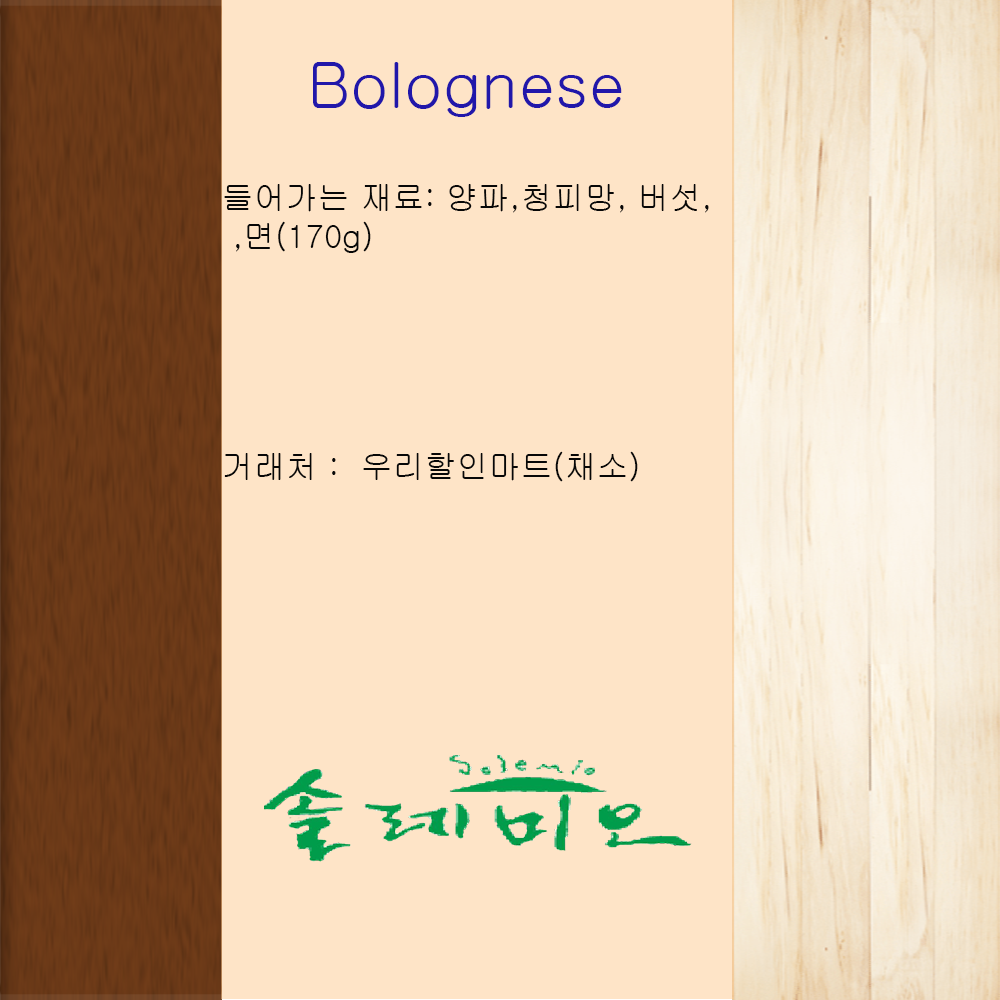 Bolognese
들어가는 재료: 양파,청피망, 버섯,
,면(170g)
거래처 :  우리할인마트(채소)
Solemio
솔레미오